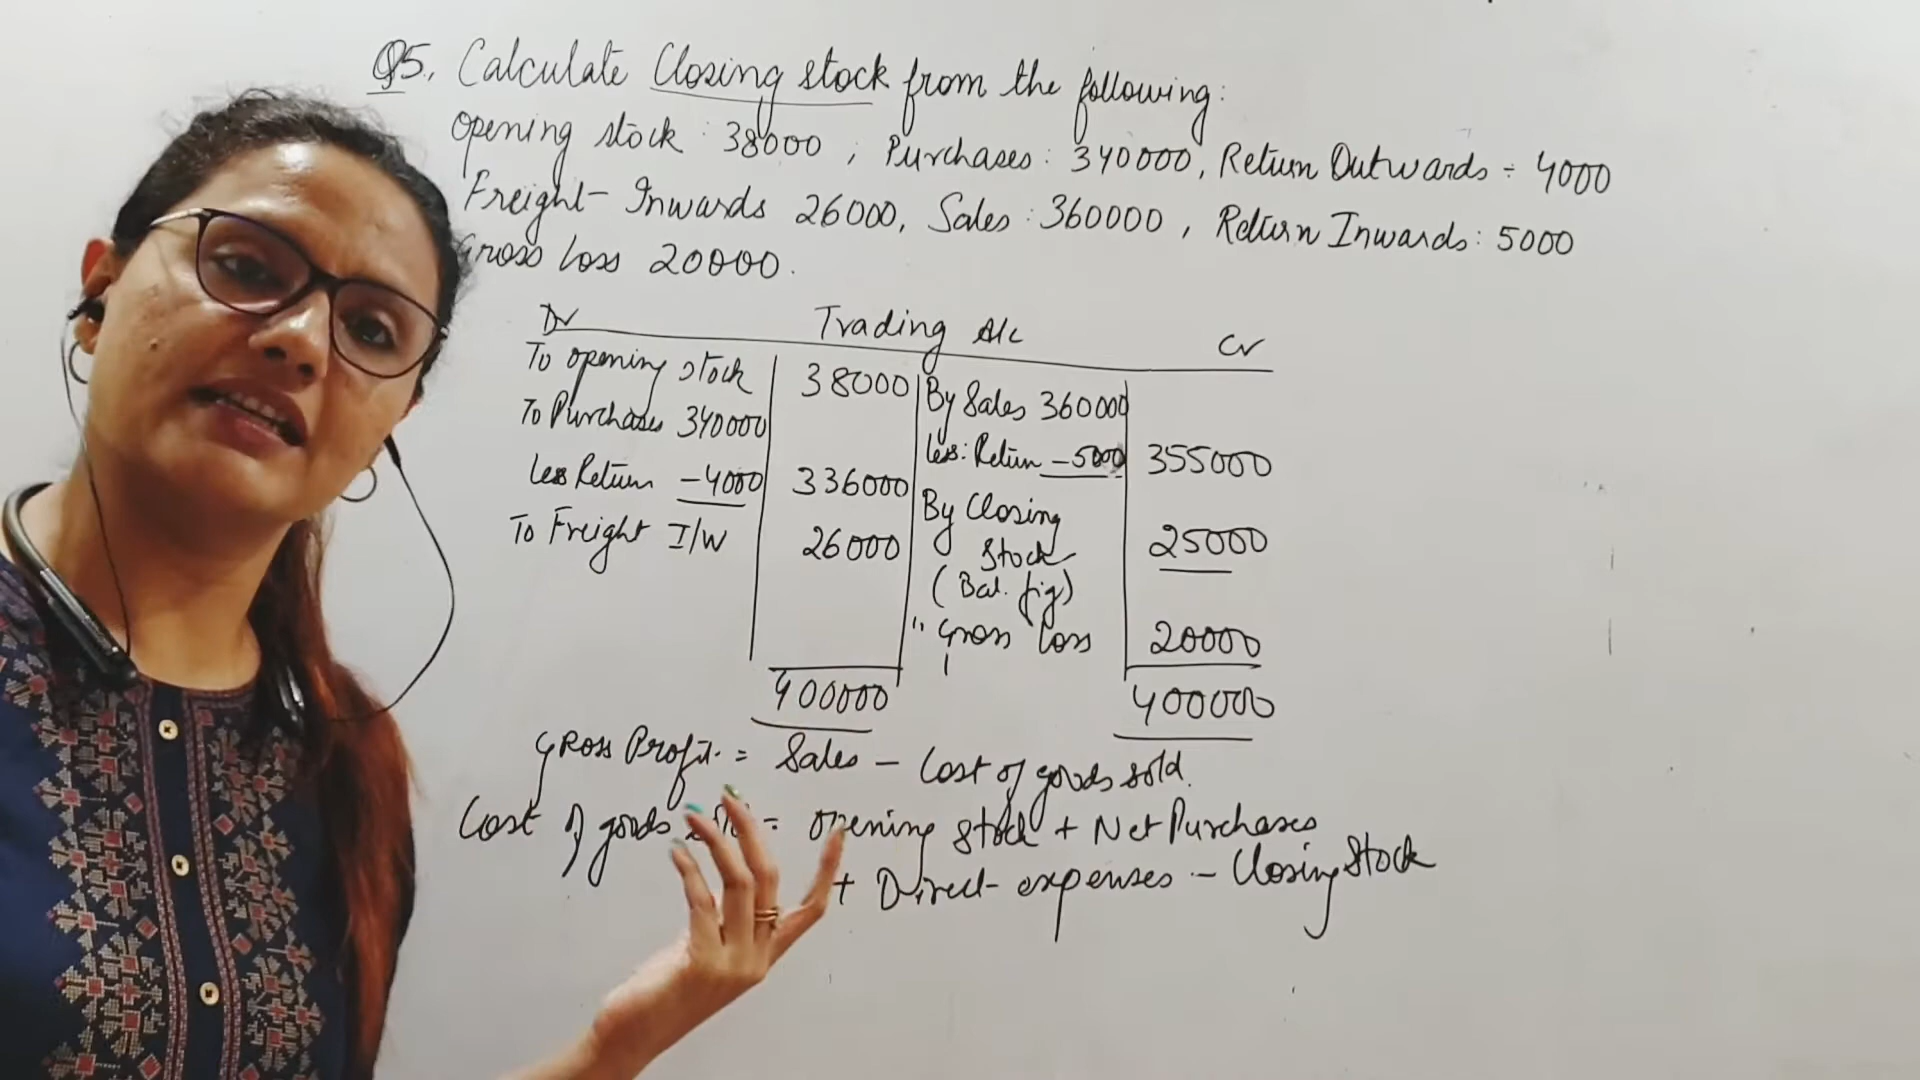 Q5. Calculate Closing stock from the following:
Opening stock : 38000 ; Purchases : 340000, Return Outwards = 4000
Freight-Inwards 26000, Sales : 360000, Return Inwards : 5000
Gross Loss 20000.
Dr Trading A/c Cr
To opening stock 38000 By Sales 360000
To Purchases 340000
less: Return -5000 355000
Less Return -4000 336000
By Closing Stock 25000
To Freight I/W 26000
(Bal. fig)
" Gross loss 20000
400000 400000
Gross Profit = Sales - Cost of goods sold.
Cost of goods = opening stock + Net Purchases
+ Direct expenses - Closing Stock